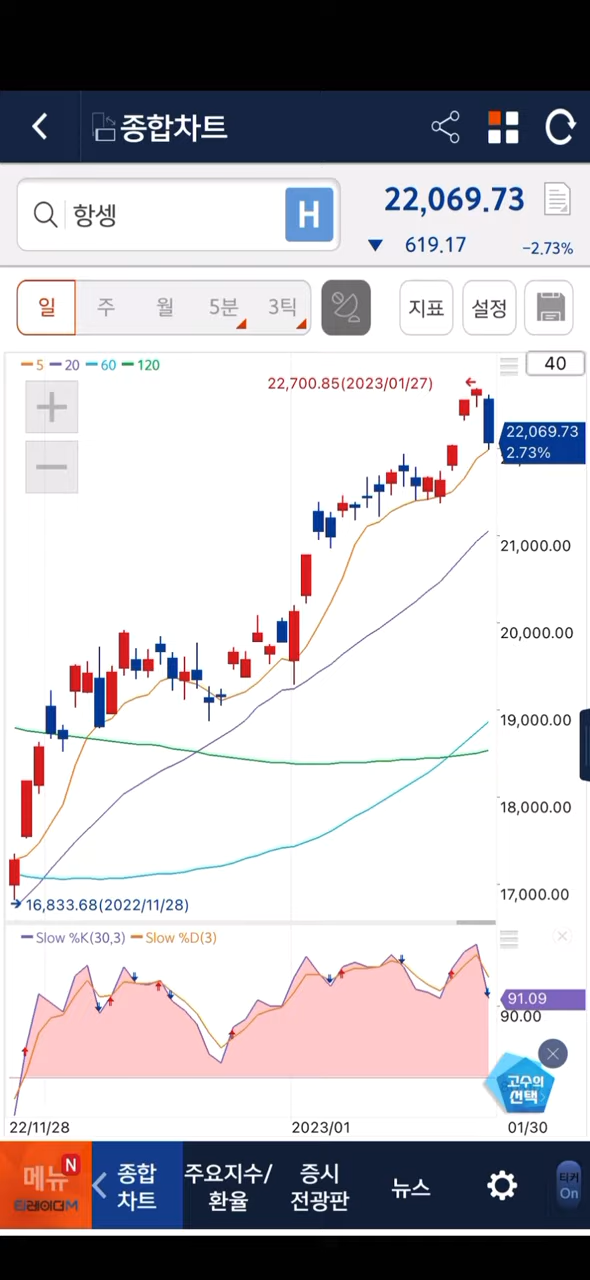 종합차트
항셍
H
22,069.73
▼ 619.17 -2.73%
일 주 월 5분 3틱
지표 설정
5 20 60 120
40
22,700.85(2023/01/27)
22,069.73
2.73%
21,000.00
20,000.00
19,000.00
18,000.00
17,000.00
16,833.68(2022/11/28)
Slow %K(30,3) Slow %D(3)
91.09
90.00
고수의
선택
22/11/28 2023/01 01/30
메뉴 N
트레이더M
종합
차트
주요지수/
환율
증시
전광판
뉴스
티커
On